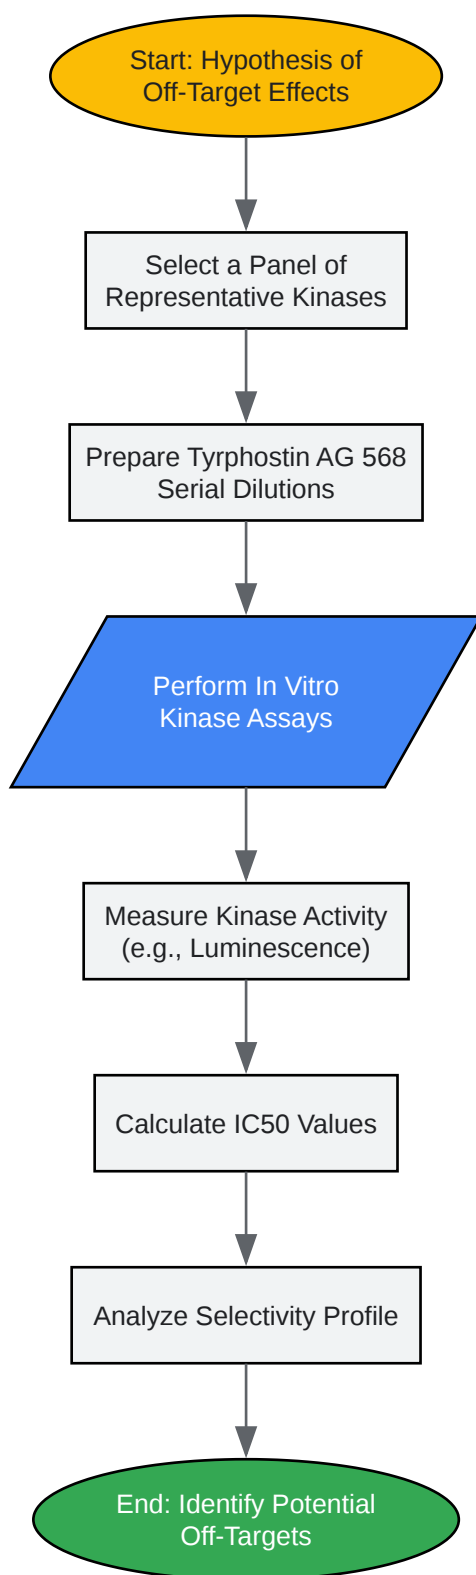 Start: Hypothesis of
Off-Target Effects
Select a Panel of
Representative Kinases
Prepare Tyrphostin AG 568
Serial Dilutions
Perform In Vitro
Kinase Assays
Measure Kinase Activity
(e.g., Luminescence)
Calculate IC50 Values
Analyze Selectivity Profile
End: Identify Potential
Off-Targets